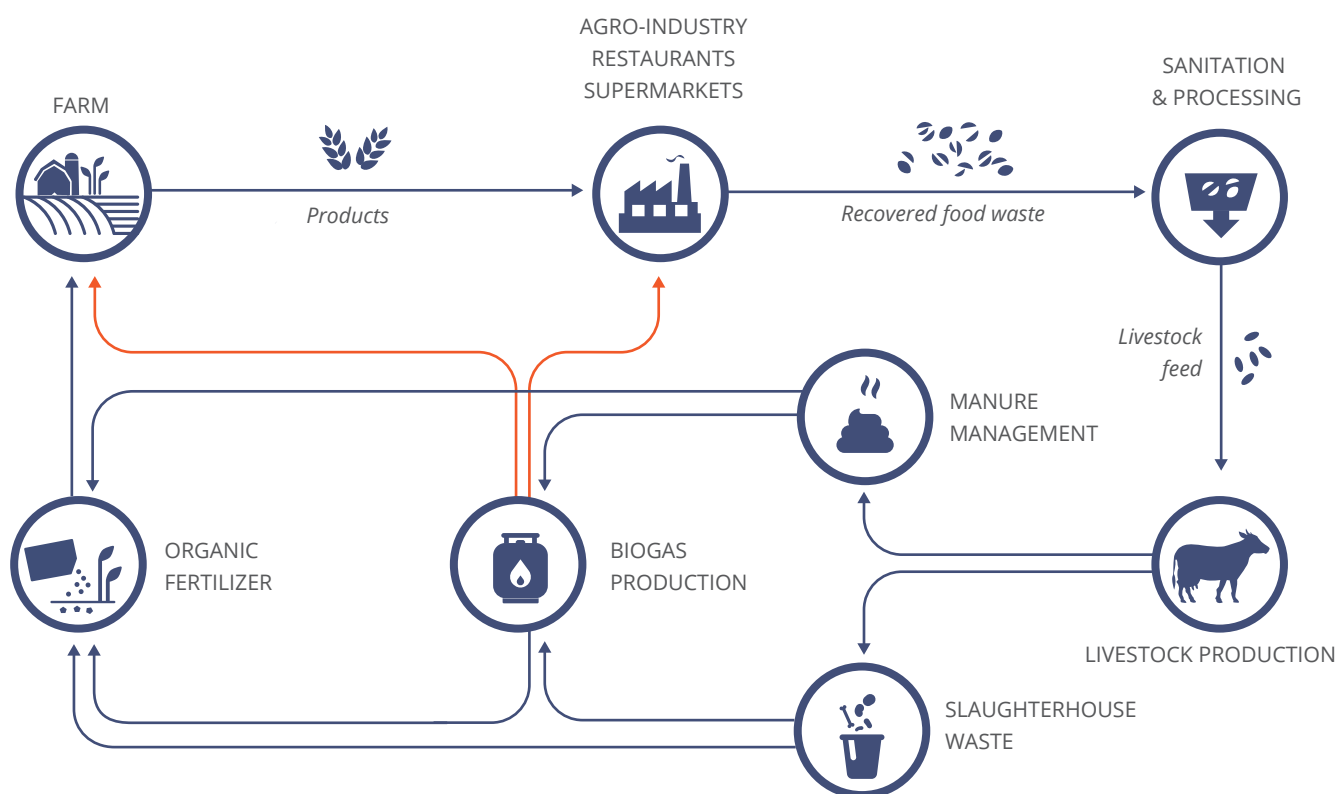 AGRO-INDUSTRY
RESTAURANTS
SUPERMARKETS
SANITATION
& PROCESSING
FARM
Products
Recovered food waste
Livestock
feed
MANURE
MANAGEMENT
ORGANIC
FERTILIZER
BIOGAS
PRODUCTION
LIVESTOCK PRODUCTION
SLAUGHTERHOUSE
WASTE